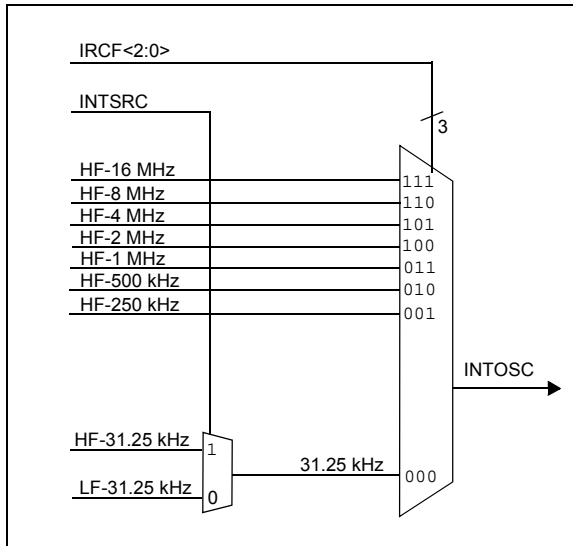 IRCF<2:0>
INTSRC
3
HF-16 MHz
111
HF-8 MHz
110
HF-4 MHz
101
HF-2 MHz
100
HF-1 MHz
011
HF-500 kHz
010
HF-250 kHz
001
INTOSC
HF-31.25 kHz
1
31.25 kHz
000
LF-31.25 kHz
0